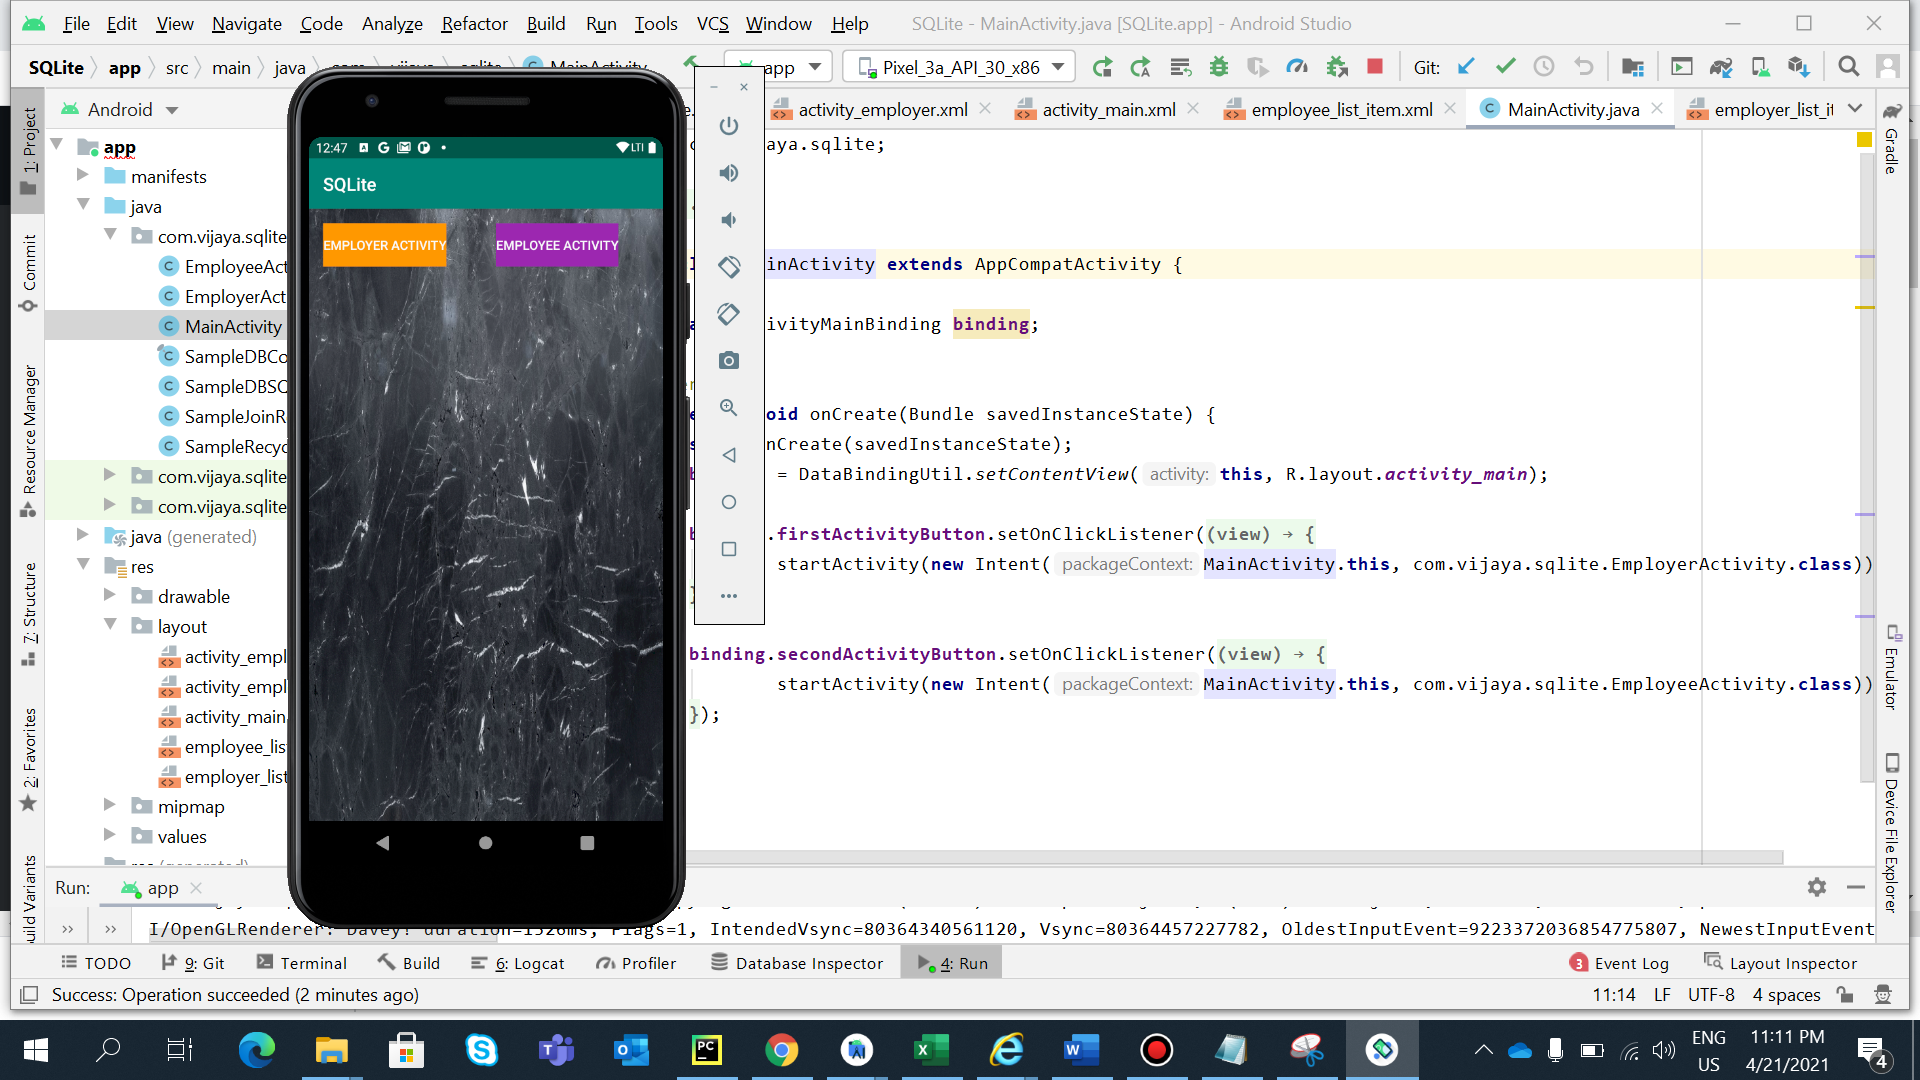 File Edit View Navigate Code Analyze Refactor Build Run Tools VCS Window Help SQLite - MainActivity.java [SQLite.app] - Android Studio
SQLite app src main java MainActivity app Pixel_3a_API_30_x86 Git:
Android activity_employer.xml activity_main.xml employee_list_item.xml MainActivity.java employer_list_it
1: Project
Commit
Resource Manager
7: Structure
2: Favorites
Build Variants
app
manifests
java
com.vijaya.sqlite
EmployeeAct
EmployerAct
MainActivity
SampleDBCo
SampleDBSQ
SampleJoinR
SampleRecyc
com.vijaya.sqlite
com.vijaya.sqlite
java (generated)
res
drawable
layout
activity_empl
activity_empl
activity_main.
employee_list
employer_list
mipmap
values
res (generated)
12:47 LTE
SQLite
EMPLOYER ACTIVITY EMPLOYEE ACTIVITY
yaya.sqlite;
inActivity extends AppCompatActivity {
ivityMainBinding binding;
oid onCreate(Bundle savedInstanceState) {
nCreate(savedInstanceState);
= DataBindingUtil.setContentView( activity: this, R.layout.activity_main);
.firstActivityButton.setOnClickListener((view) → {
startActivity(new Intent( packageContext: MainActivity.this, com.vijaya.sqlite.EmployerActivity.class))
binding.secondActivityButton.setOnClickListener((view) → {
startActivity(new Intent( packageContext: MainActivity.this, com.vijaya.sqlite.EmployeeActivity.class))
});
Gradle
Emulator
Device File Explorer
Run: app
I/OpenGLRenderer: Davey! duration=1526ms; Flags=1, IntendedVsync=80364340561120, Vsync=80364457227782, OldestInputEvent=9223372036854775807, NewestInputEvent
TODO 9: Git Terminal Build 6: Logcat Profiler Database Inspector 4: Run 3 Event Log Layout Inspector
Success: Operation succeeded (2 minutes ago) 11:14 LF UTF-8 4 spaces
ENG 11:11 PM
US 4/21/2021 4